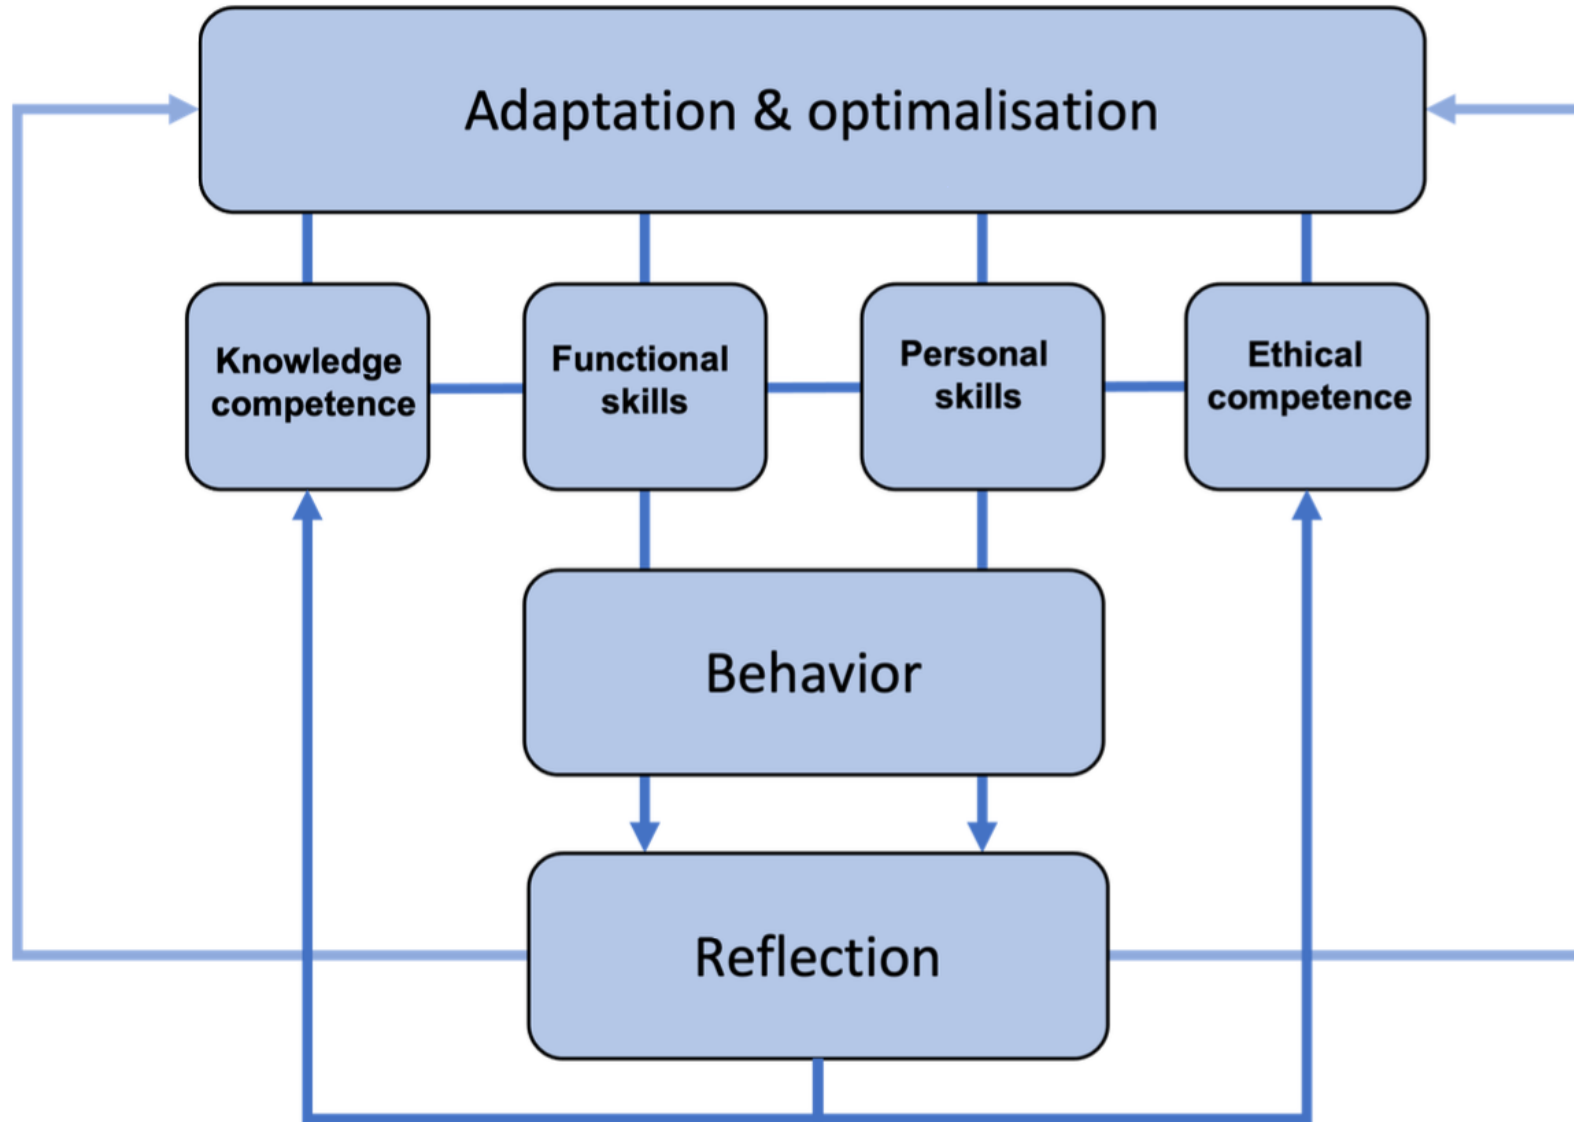 Adaptation & optimalisation
Knowledge
competence
Functional
skills
Personal
skills
Ethical
competence
Behavior
Reflection